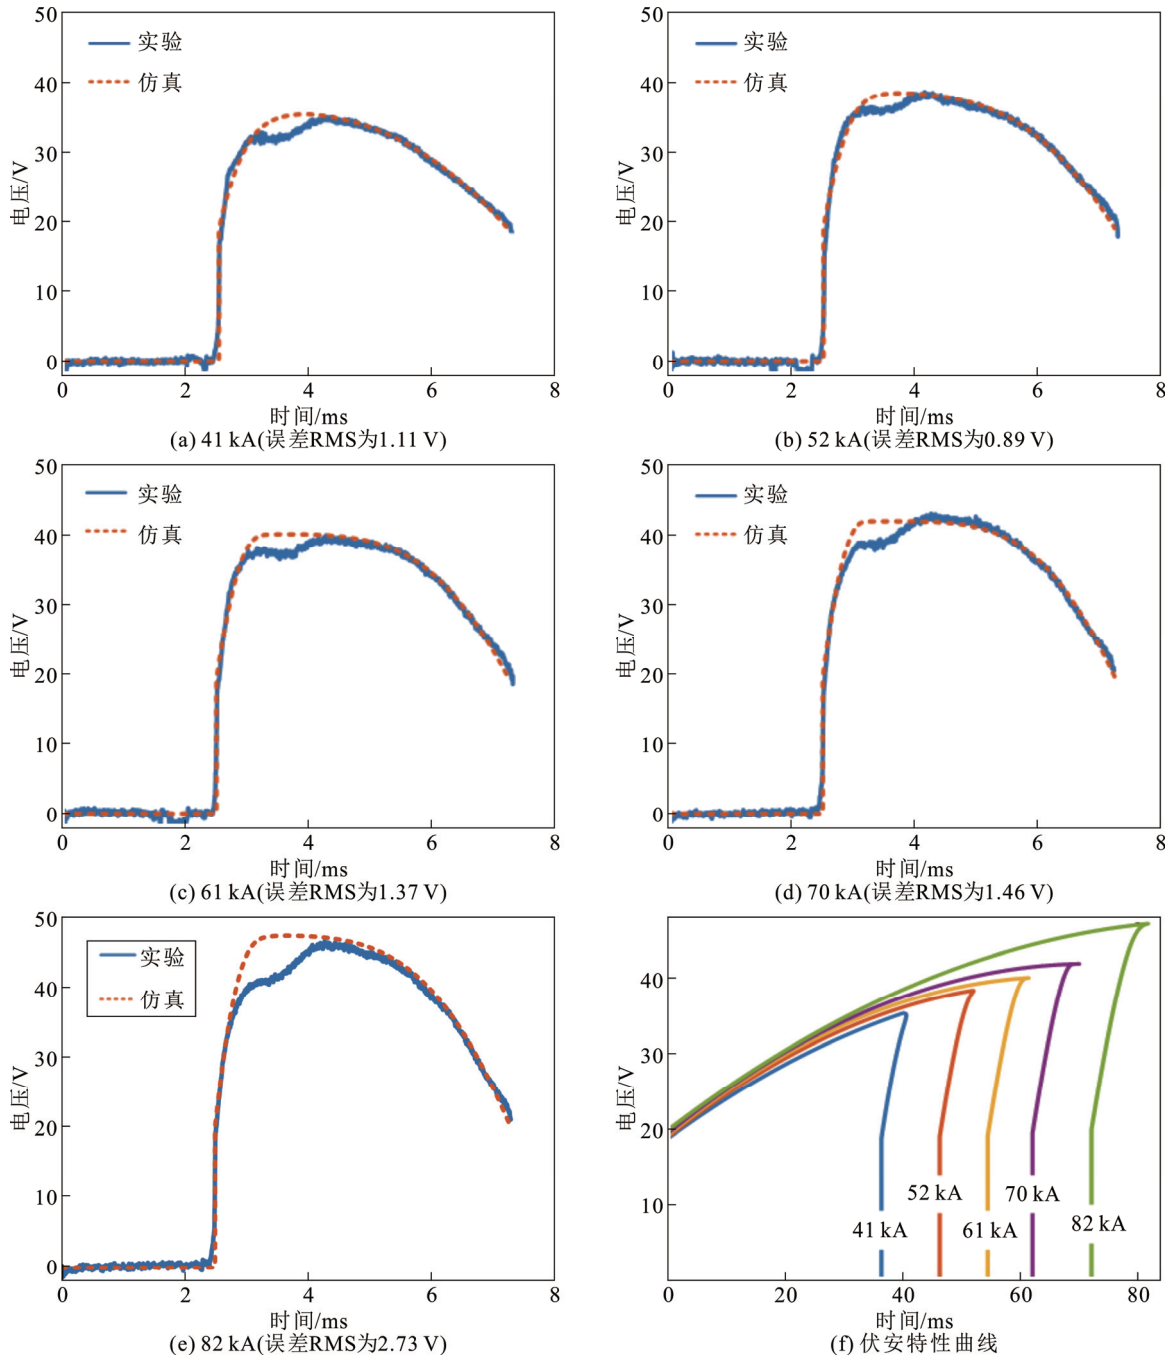 50
40
30
20
10
0
电压/V
实验
仿真
0 2 4 6 8
时间/ms
(a) 41 kA(误差RMS为1.11 V)
50
40
30
20
10
0
电压/V
实验
仿真
0 2 4 6 8
时间/ms
(b) 52 kA(误差RMS为0.89 V)
50
40
30
20
10
0
电压/V
实验
仿真
0 2 4 6 8
时间/ms
(c) 61 kA(误差RMS为1.37 V)
50
40
30
20
10
0
电压/V
实验
仿真
0 2 4 6 8
时间/ms
(d) 70 kA(误差RMS为1.46 V)
50
40
30
20
10
0
电压/V
实验
仿真
0 2 4 6 8
时间/ms
(e) 82 kA(误差RMS为2.73 V)
40
30
20
10
电压/V
52 kA
70 kA
41 kA
61 kA
82 kA
0 20 40 60 80
时间/ms
(f) 伏安特性曲线